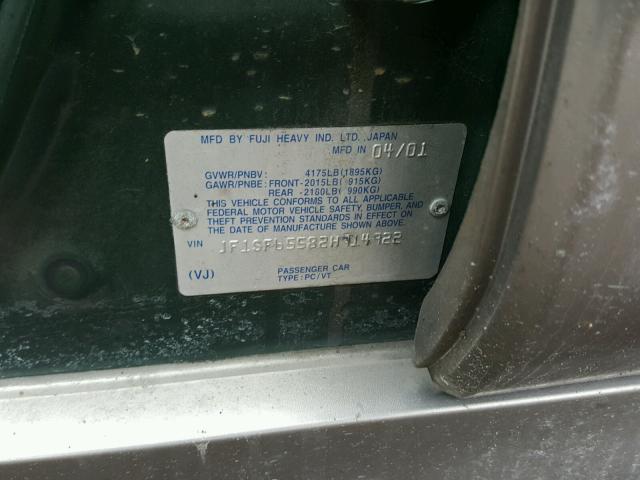 MFD BY FUJI HEAVY IND. LTD. JAPAN
MFD IN 04/01
GVWR/PNBV: 4175LB(1895KG)
GAWR/PNBE: FRONT-2015LB( 915KG)
REAR -2180LB( 990KG)
THIS VEHICLE CONFORMS TO ALL APPLICABLE
FEDERAL MOTOR VEHICLE SAFETY, BUMPER, AND
THEFT PREVENTION STANDARDS IN EFFECT ON
THE DATE OF MANUFACTURE SHOWN ABOVE.
VIN
(VJ) PASSENGER CAR
TYPE: PC/VT